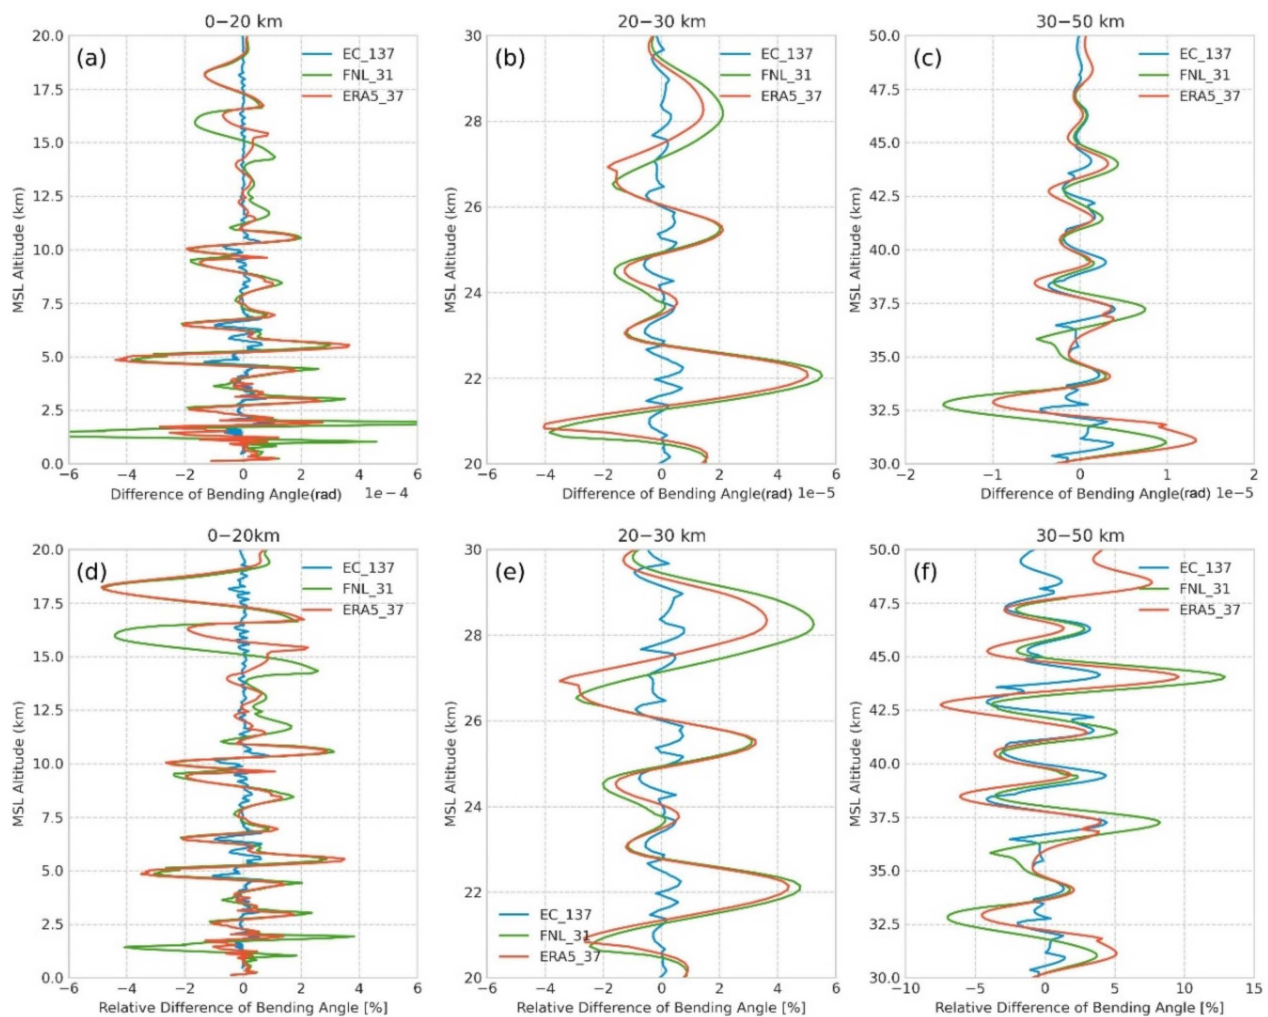 0−20 km
20.0
17.5
15.0
12.5
10.0
7.5
5.0
2.5
0.0
MSL Altitude (km)
(a)
EC_137
FNL_31
ERA5_37
−6 −4 −2 0 2 4 6
Difference of Bending Angle(rad) 1e−4
20−30 km
30
28
26
24
22
20
MSL Altitude (km)
(b)
EC_137
FNL_31
ERA5_37
−6 −4 −2 0 2 4 6
Difference of Bending Angle(rad) 1e−5
30−50 km
50.0
47.5
45.0
42.5
40.0
37.5
35.0
32.5
30.0
MSL Altitude (km)
(c)
EC_137
FNL_31
ERA5_37
−2 −1 0 1 2
Difference of Bending Angle(rad) 1e−5
0−20km
20.0
17.5
15.0
12.5
10.0
7.5
5.0
2.5
0.0
MSL Altitude (km)
(d)
EC_137
FNL_31
ERA5_37
−6 −4 −2 0 2 4 6
Relative Difference of Bending Angle [%]
20−30 km
30
28
26
24
22
20
MSL Altitude (km)
(e)
EC_137
FNL_31
ERA5_37
−6 −4 −2 0 2 4 6
Relative Difference of Bending Angle [%]
30−50 km
50.0
47.5
45.0
42.5
40.0
37.5
35.0
32.5
30.0
MSL Altitude (km)
(f)
EC_137
FNL_31
ERA5_37
−10 −5 0 5 10 15
Relative Difference of Bending Angle [%]